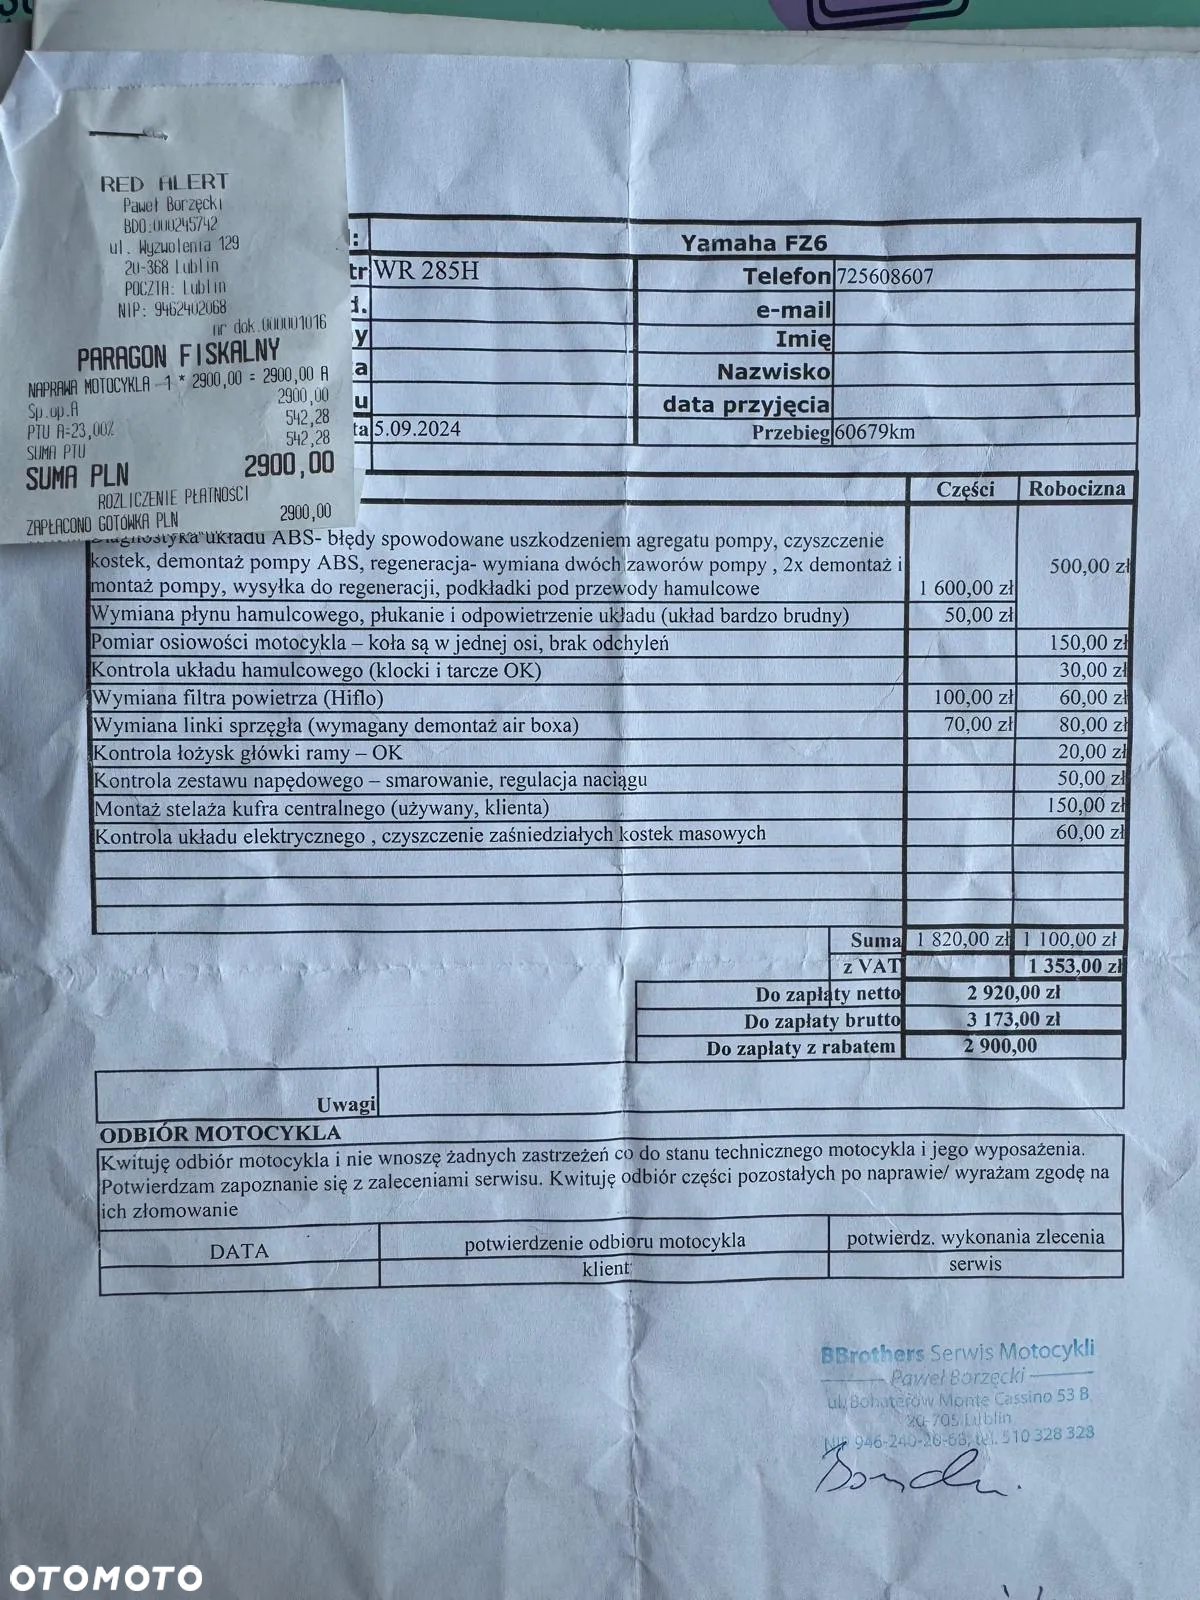 RED ALERT
Paweł Borzęcki
BDO:000245742
ul. Wyzwolenia 129
20-368 Lublin
POCZTA: Lublin
NIP: 9462402068
nr dok.000001016
PARAGON FISKALNY
NAPRAWA MOTOCYKLA 1 * 2900,00 = 2900,00 A
Sp.op.A 2900,00
PTU A=23,00% 542,28
SUMA PTU 542,28
SUMA PLN 2900,00
ROZLICZENIE PŁATNOŚCI
ZAPŁACONO GOTÓWKA PLN 2900,00
Yamaha FZ6
WR 285H Telefon 725608607
e-mail
Imię
Nazwisko
data przyjęcia
5.09.2024 Przebieg 60679km
Części Robocizna
Diagnostyka układu ABS- błędy spowodowane uszkodzeniem agregatu pompy, czyszczenie
kostek, demontaż pompy ABS, regeneracja- wymiana dwóch zaworów pompy , 2x demontaż i
montaż pompy, wysyłka do regeneracji, podkładki pod przewody hamulcowe 1 600,00 zł 500,00 zł
Wymiana płynu hamulcowego, płukanie i odpowietrzenie układu (układ bardzo brudny) 50,00 zł
Pomiar osiowości motocykla – koła są w jednej osi, brak odchyleń 150,00 zł
Kontrola układu hamulcowego (klocki i tarcze OK) 30,00 zł
Wymiana filtra powietrza (Hiflo) 100,00 zł 60,00 zł
Wymiana linki sprzęgła (wymagany demontaż air boxa) 70,00 zł 80,00 zł
Kontrola łożysk główki ramy – OK 20,00 zł
Kontrola zestawu napędowego – smarowanie, regulacja naciągu 50,00 zł
Montaż stelaża kufra centralnego (używany, klienta) 150,00 zł
Kontrola układu elektrycznego , czyszczenie zaśniedziałych kostek masowych 60,00 zł
Suma 1 820,00 zł 1 100,00 zł
z VAT 1 353,00 zł
Do zapłaty netto 2 920,00 zł
Do zapłaty brutto 3 173,00 zł
Do zapłaty z rabatem 2 900,00
Uwagi
ODBIÓR MOTOCYKLA
Kwituję odbiór motocykla i nie wnoszę żadnych zastrzeżeń co do stanu technicznego motocykla i jego wyposażenia.
Potwierdzam zapoznanie się z zaleceniami serwisu. Kwituję odbiór części pozostałych po naprawie/ wyrażam zgodę na
ich złomowanie
DATA potwierdzenie odbioru motocykla potwierdz. wykonania zlecenia
klient serwis
BBrothers Serwis Motocykli
Paweł Borzęcki
ul. Bohaterów Monte Cassino 53 B
20-705 Lublin
NIP 946-240-20-68, tel. 510 328 328
OTOMOTO